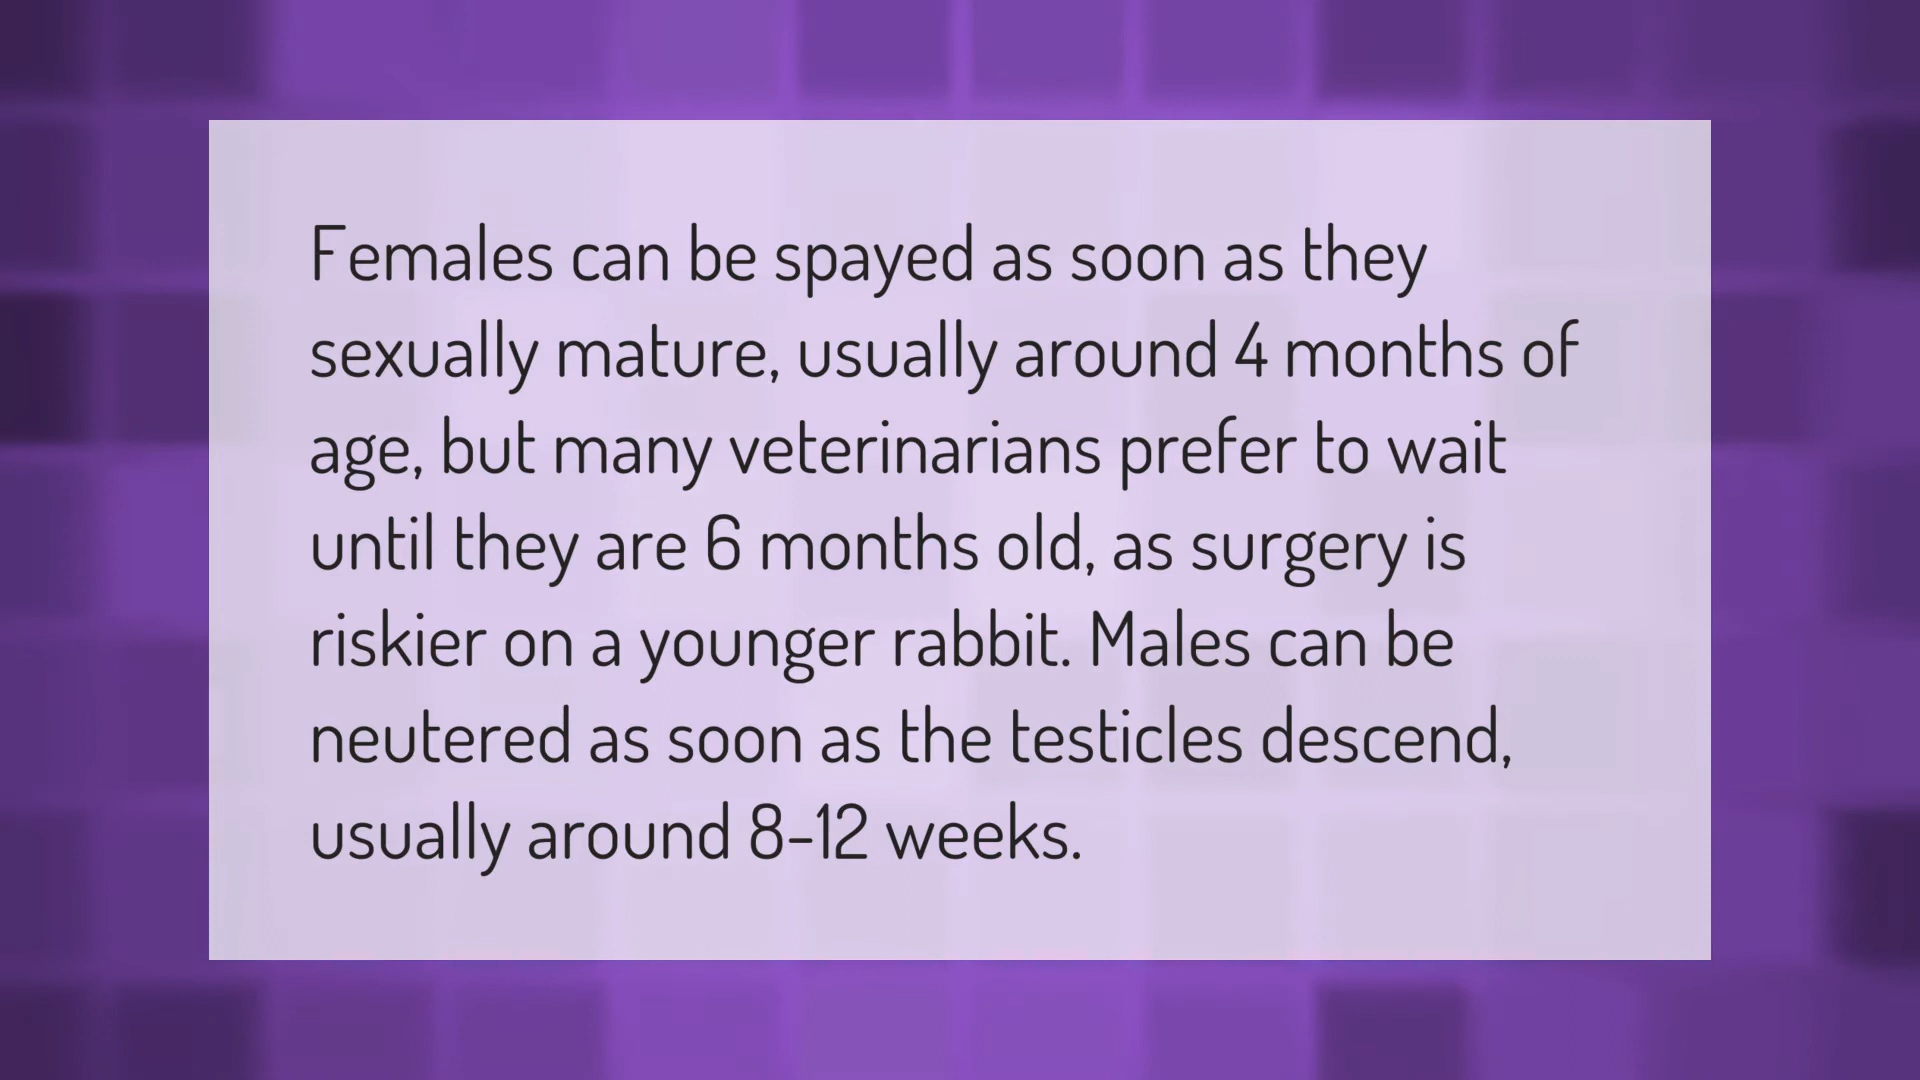 Females can be spayed as soon as they
sexually mature, usually around 4 months of
age, but many veterinarians prefer to wait
until they are 6 months old, as surgery is
riskier on a younger rabbit. Males can be
neutered as soon as the testicles descend,
usually around 8-12 weeks.